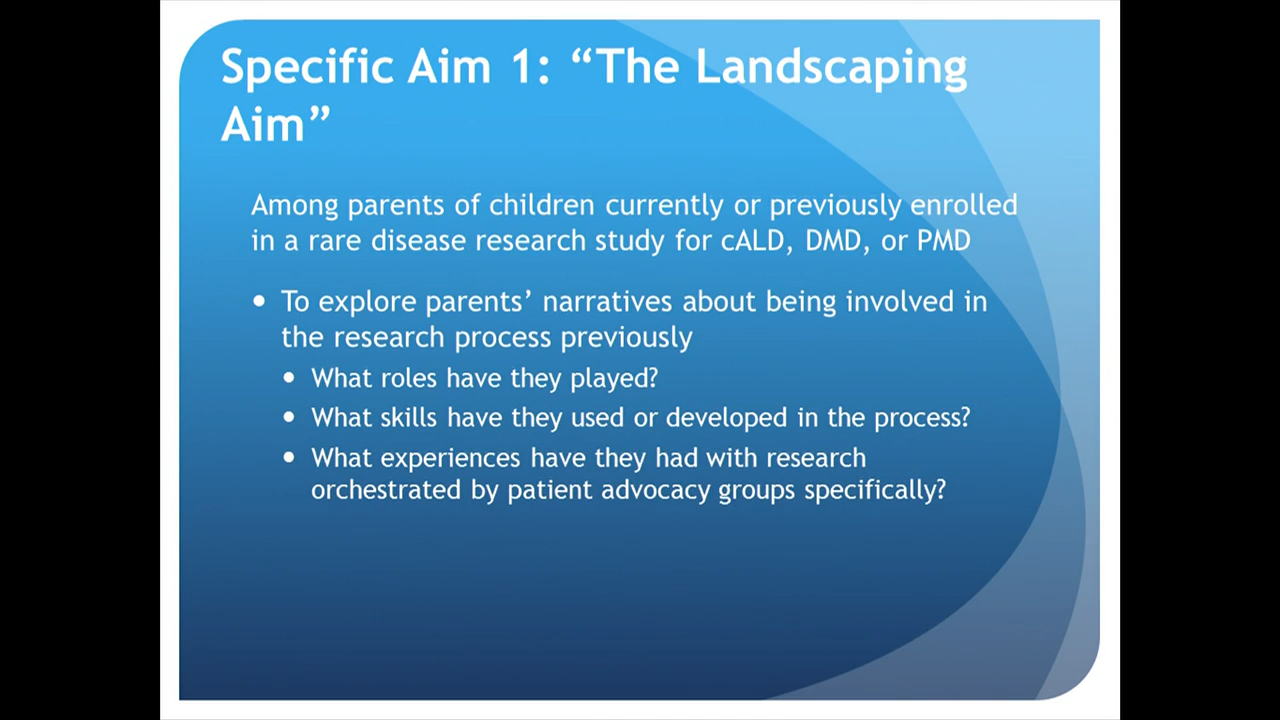 Specific Aim 1: “The Landscaping
Aim”
Among parents of children currently or previously enrolled
in a rare disease research study for cALD, DMD, or PMD
• To explore parents’ narratives about being involved in
the research process previously
• What roles have they played?
• What skills have they used or developed in the process?
• What experiences have they had with research
orchestrated by patient advocacy groups specifically?